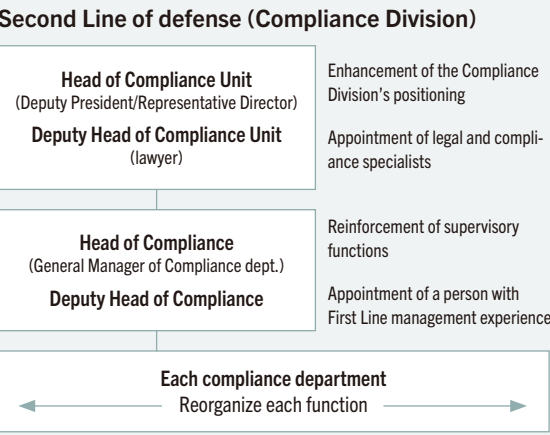 Second Line of defense (Compliance Division)
Head of Compliance Unit
(Deputy President/Representative Director)
Deputy Head of Compliance Unit
(lawyer)
Enhancement of the Compliance
Division's positioning
Appointment of legal and compli-
ance specialists
Head of Compliance
(General Manager of Compliance dept.)
Deputy Head of Compliance
Reinforcement of supervisory
functions
Appointment of a person with
First Line management experience
Each compliance department
Reorganize each function